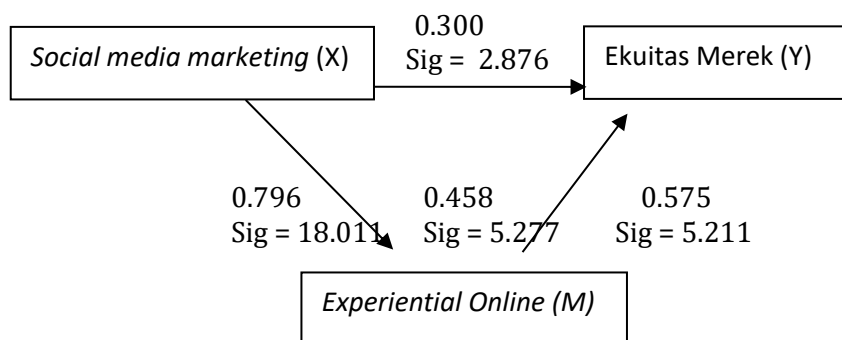 0.300
Sig = 2.876
Social media marketing (X)
Ekuitas Merek (Y)
0.796
Sig = 18.011
0.458
Sig = 5.277
0.575
Sig = 5.211
Experiential Online (M)